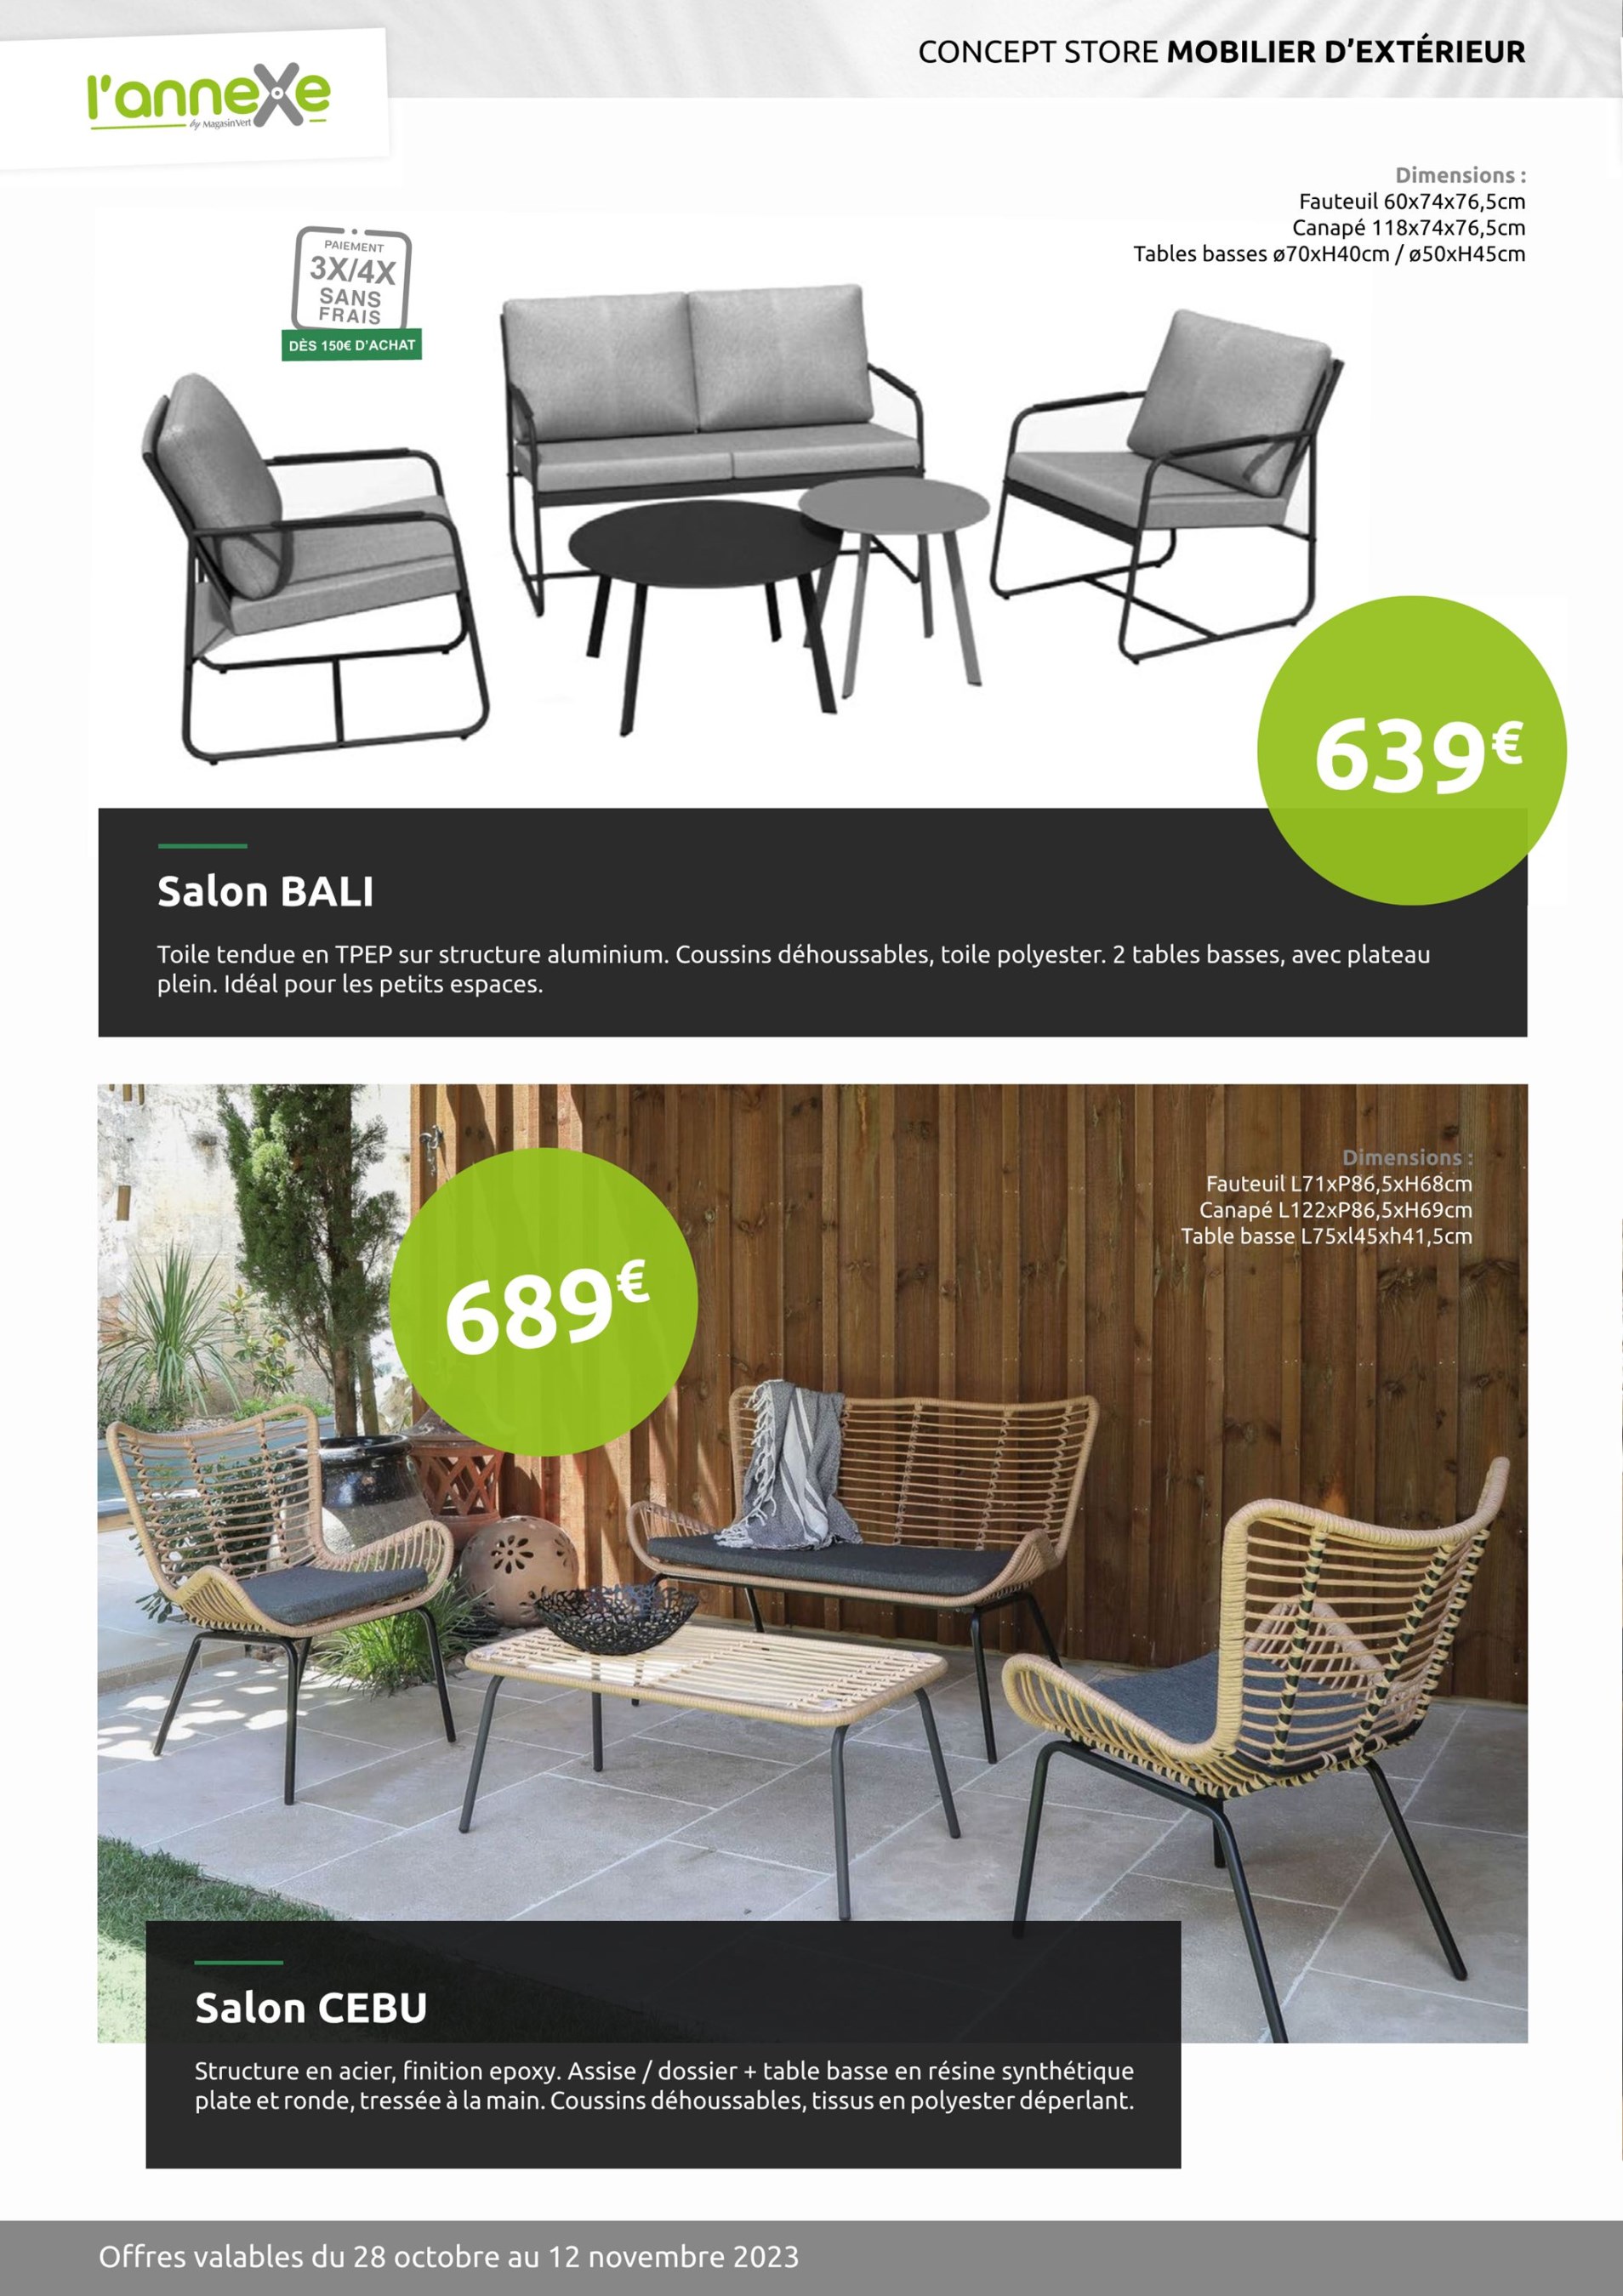 l'annexe
by MagasinVert
CONCEPT STORE MOBILIER D'EXTÉRIEUR
Dimensions :
Fauteuil 60x74x76,5cm
Canapé 118x74x76,5cm
Tables basses ø70xH40cm / ø50xH45cm
PAIEMENT
3X/4X
SANS
FRAIS
DÈS 150€ D'ACHAT
639€
Salon BALI
Toile tendue en TPEP sur structure aluminium. Coussins déhoussables, toile polyester. 2 tables basses, avec plateau
plein. Idéal pour les petits espaces.
Dimensions :
Fauteuil L71xP86,5xH68cm
Canapé L122xP86,5xH69cm
Table basse L75xl45xh41,5cm
689€
Salon CEBU
Structure en acier, finition epoxy. Assise / dossier + table basse en résine synthétique
plate et ronde, tressée à la main. Coussins déhoussables, tissus en polyester déperlant.
Offres valables du 28 octobre au 12 novembre 2023